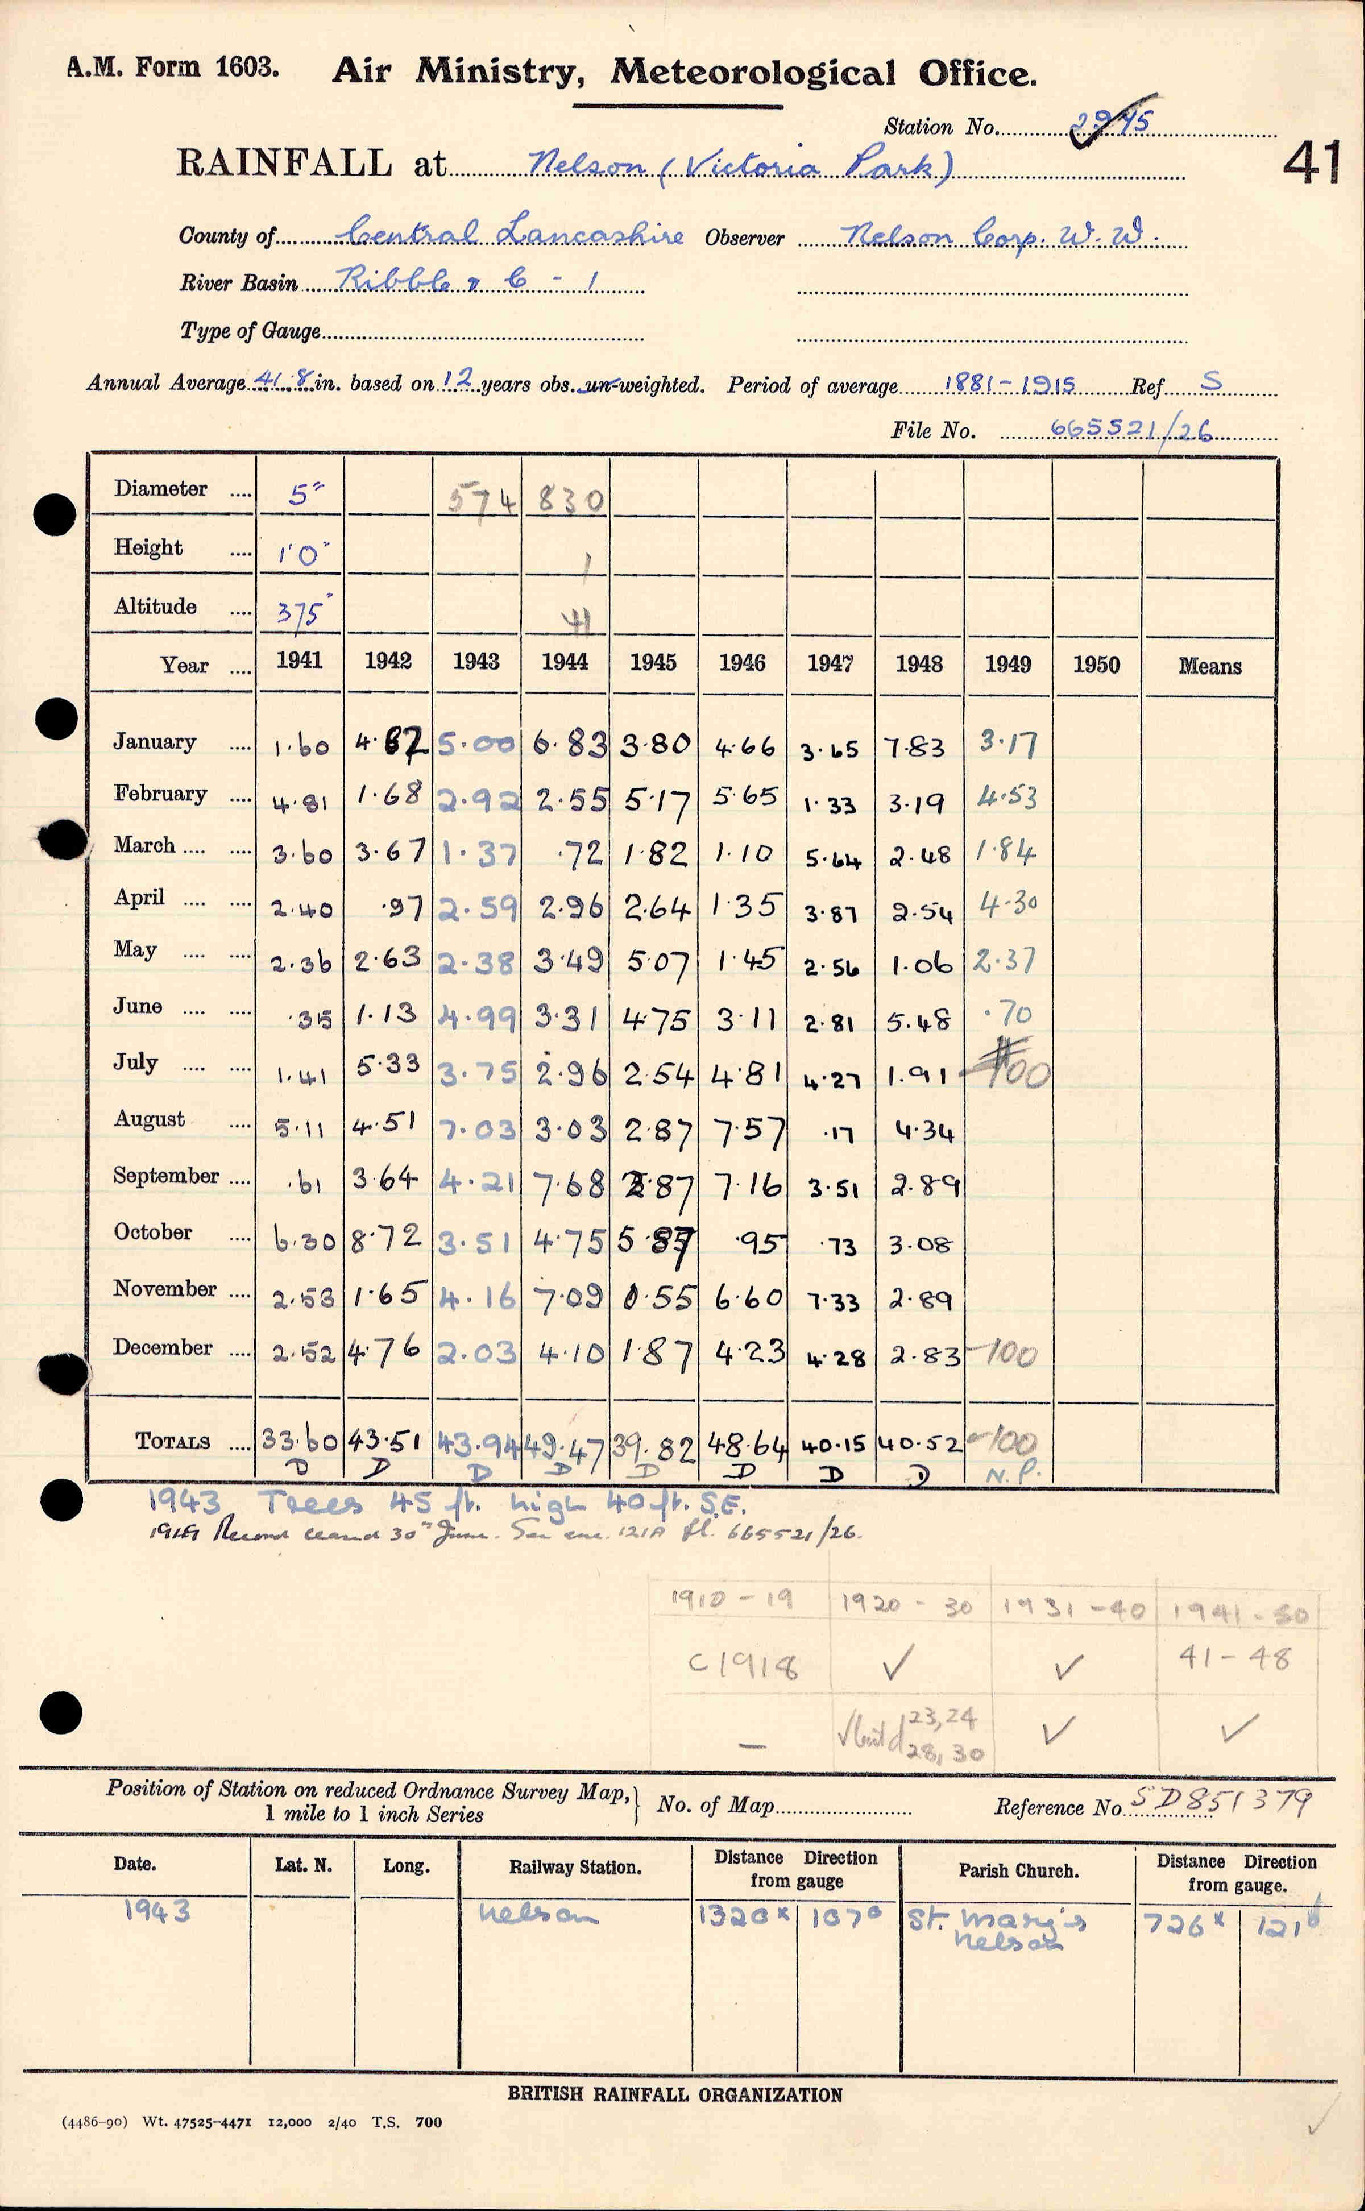 A.M. Form 1603. Air Ministry, Meteorological Office.
Station No. 2945
41
RAINFALL at Nelson (Victoria Park)
County of Central Lancashire Observer Nelson Corp. W.W.
River Basin Ribble, C - 1
Type of Gauge
Annual Average 41.8 in. based on 12 years obs. un-weighted. Period of average 1881-1915 Ref. S
File No. 665521/26
Diameter .... 5" 574 830
Height .... 1'0" 1
Altitude .... 375' 41
Year .... 1941 1942 1943 1944 1945 1946 1947 1948 1949 1950 Means
January .... 1.60 4.82 5.00 6.83 3.80 4.66 3.65 7.83 3.17
February .... 4.81 1.68 2.92 2.55 5.17 5.65 1.33 3.19 4.53
March .... .... 3.60 3.67 1.37 .72 1.82 1.10 5.64 2.48 1.84
April .... .... 2.40 .97 2.59 2.96 2.64 1.35 3.87 2.54 4.30
May .... .... 2.36 2.63 2.38 3.49 5.07 1.45 2.56 1.06 2.37
June .... .... .35 1.13 4.99 3.31 4.75 3.11 2.81 5.48 .70
July .... .... 1.41 5.33 3.75 2.96 2.54 4.81 4.27 1.91 -100
August .... 5.11 4.51 7.03 3.03 2.87 7.57 .17 4.34
September .... .61 3.64 4.21 7.68 2.87 7.16 3.51 2.89
October .... 6.30 8.72 3.51 4.75 5.87 .95 .73 3.08
November .... 2.53 1.65 4.16 7.09 0.55 6.60 7.33 2.89
December .... 2.52 4.76 2.03 4.10 1.87 4.23 4.28 2.83 -100
TOTALS .... 33.60 43.51 43.94 49.47 39.82 48.64 40.15 40.52 -100
D D D D D D D D N.P.
1943 Trees 45 ft. high 40 ft. S.E.
1949 Record ceased 30th June. See enc. 121A fl. 665521/26.
1910-19 1920-30 1931-40 1941-50
C1918 ✓ ✓ 41-48
— ✓ 23,24 ✓ ✓
28,30
Position of Station on reduced Ordnance Survey Map,} No. of Map Reference No. SD851379
1 mile to 1 inch Series
Date. Lat. N. Long. Railway Station. Distance Direction from gauge Parish Church. Distance Direction from gauge.
1943 Nelson 1320x 107° St. Mary's 726x 121°
Nelson
BRITISH RAINFALL ORGANIZATION
(4486-90) Wt. 47525-4471 12,000 2/40 T.S. 700